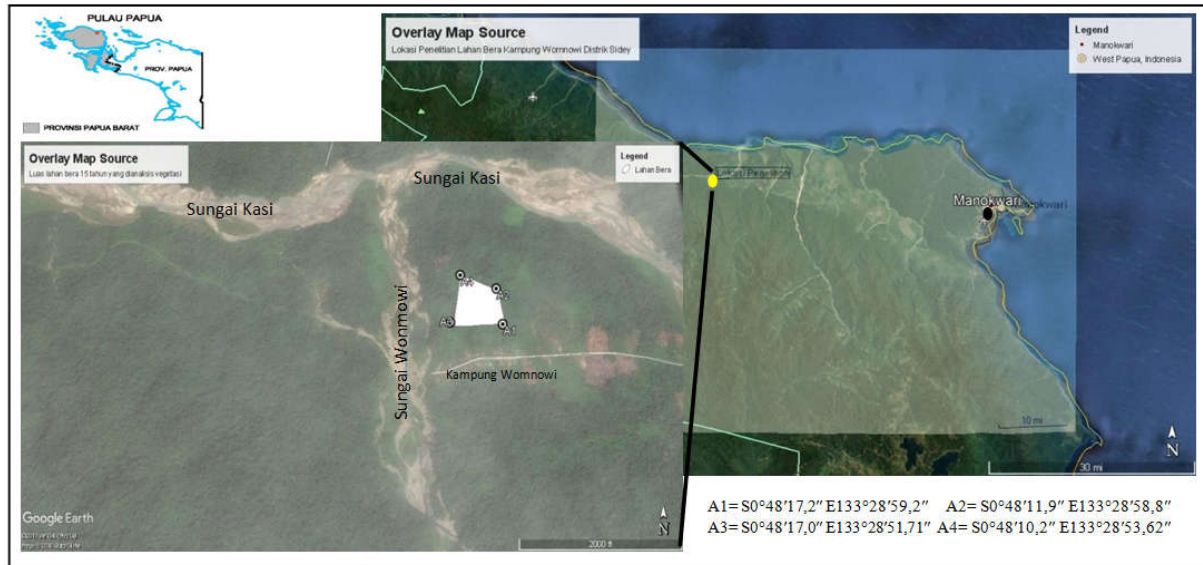 PULAU PAPUA
PROV. PAPUA
PROVINSI PAPUA BARAT
Overlay Map Source
Lokasi Penelitian Lahan Bera Kampung Womnowi Distrik Sidey
Legend
Manokwari
West Papua, Indonesia
Lokasi Penelitian
Manokwari
10 mi
N
30 mi
Overlay Map Source
Luas lahan bera 15 tahun yang dianalisis vegetasi
Legend
Lahan Bera
Sungai Kasi
Sungai Kasi
Sungai Wonmowi
A2
A3
A1
Kampung Womnowi
Google Earth
N
2000 ft
A1= S0°48'17,2" E133°28'59,2" A2= S0°48'11,9" E133°28'58,8"
A3= S0°48'17,0" E133°28'51,71" A4= S0°48'10,2" E133°28'53,62"